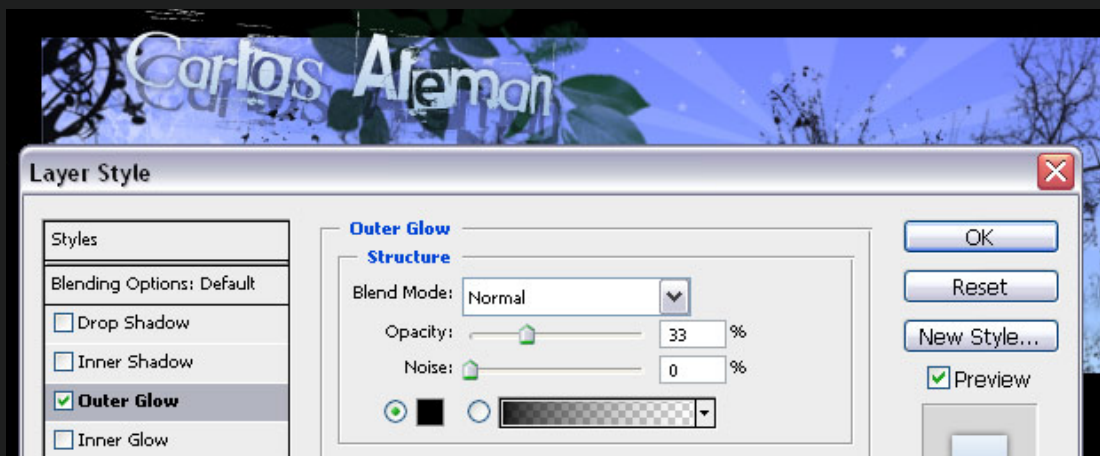 Carlos Aleman
Layer Style
Styles
Blending Options: Default
Drop Shadow
Inner Shadow
Outer Glow
Inner Glow
Outer Glow
Structure
Blend Mode: Normal
Opacity: 33 %
Noise: 0 %
OK
Reset
New Style...
Preview